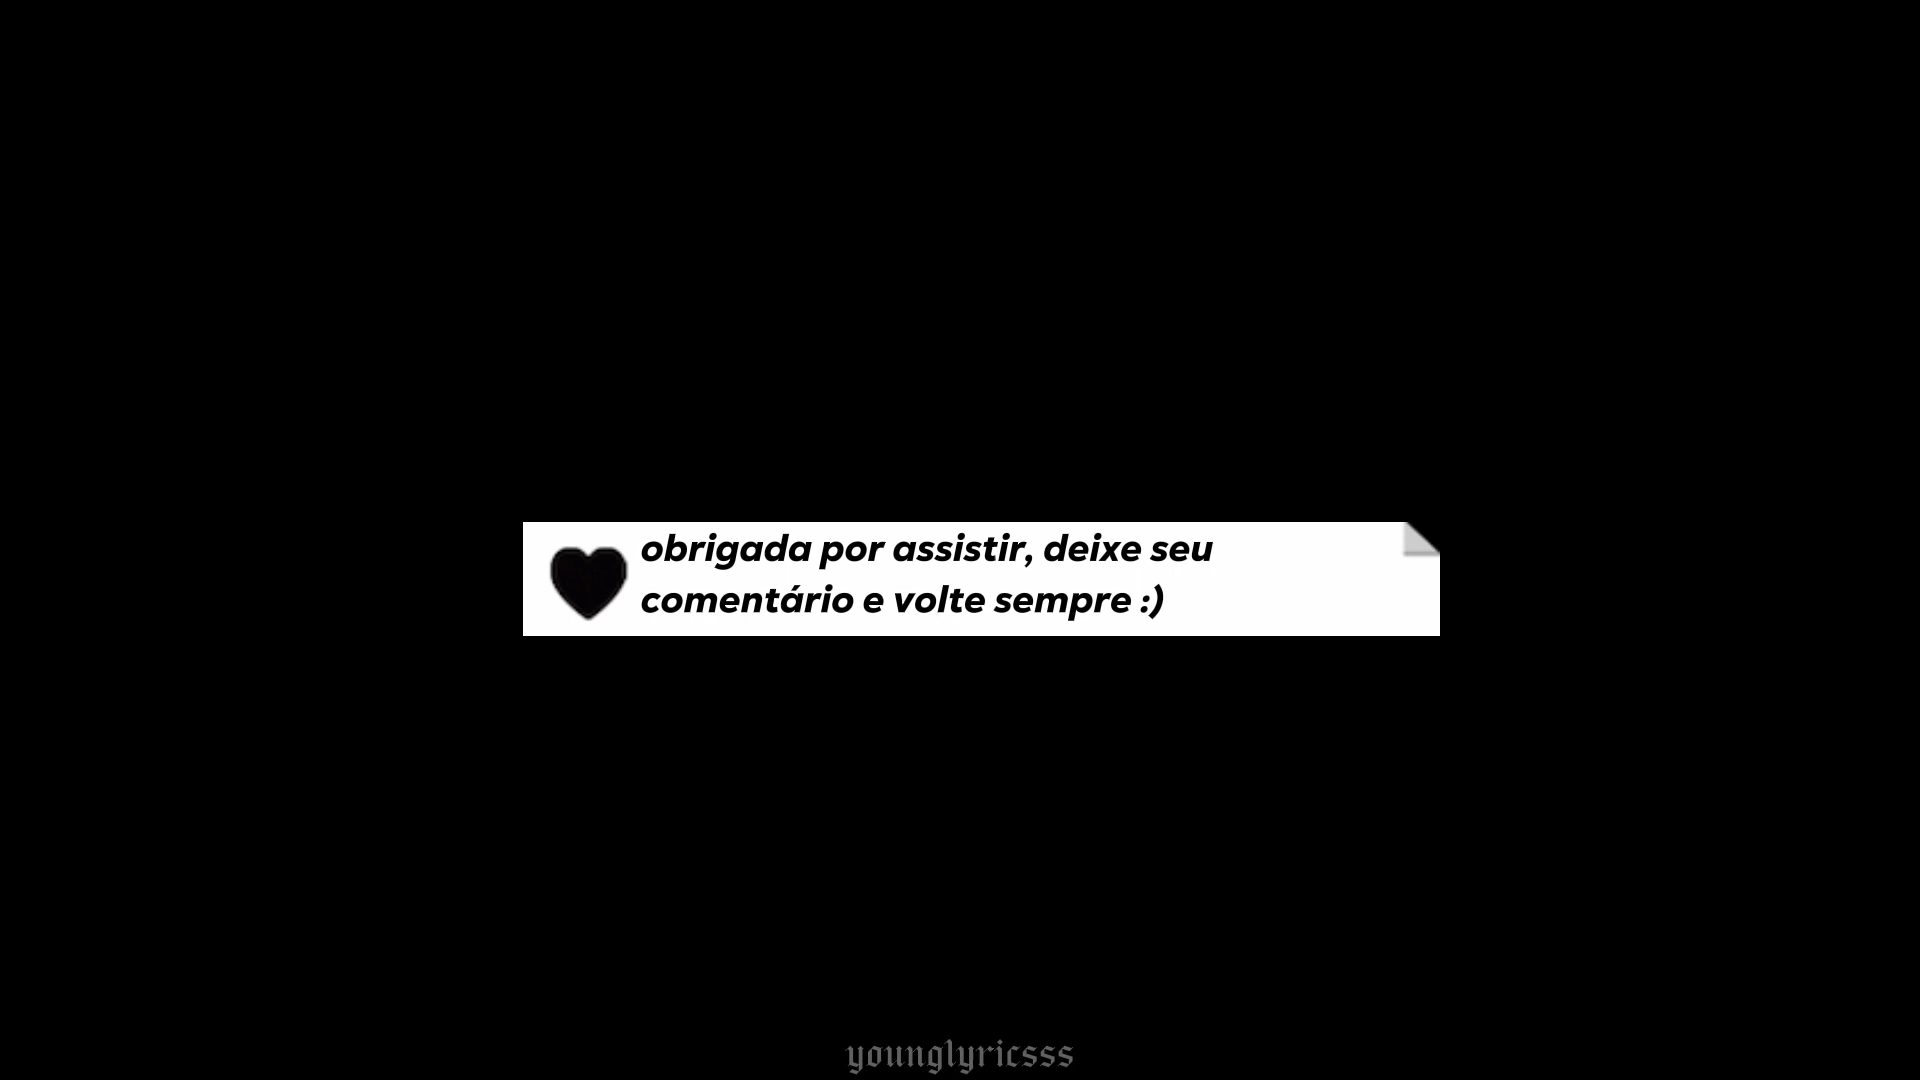 obrigada por assistir, deixe seu
comentário e volte sempre :)
younglyricsss